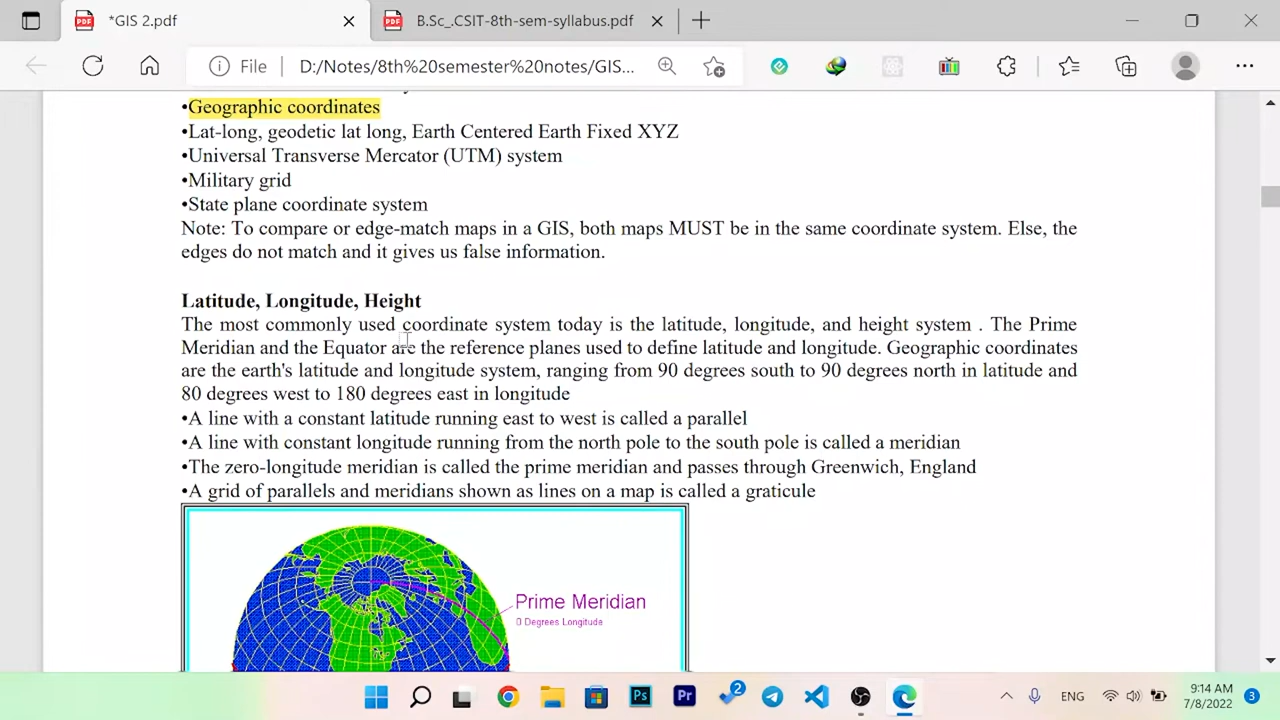 *GIS 2.pdf
B.Sc_.CSIT-8th-sem-syllabus.pdf
File
D:/Notes/8th%20semester%20notes/GIS...
•Geographic coordinates
•Lat-long, geodetic lat long, Earth Centered Earth Fixed XYZ
•Universal Transverse Mercator (UTM) system
•Military grid
•State plane coordinate system
Note: To compare or edge-match maps in a GIS, both maps MUST be in the same coordinate system. Else, the
edges do not match and it gives us false information.
Latitude, Longitude, Height
The most commonly used coordinate system today is the latitude, longitude, and height system . The Prime
Meridian and the Equator are the reference planes used to define latitude and longitude. Geographic coordinates
are the earth's latitude and longitude system, ranging from 90 degrees south to 90 degrees north in latitude and
80 degrees west to 180 degrees east in longitude
•A line with a constant latitude running east to west is called a parallel
•A line with constant longitude running from the north pole to the south pole is called a meridian
•The zero-longitude meridian is called the prime meridian and passes through Greenwich, England
•A grid of parallels and meridians shown as lines on a map is called a graticule
Prime Meridian
0 Degrees Longitude
Ps
Pr
2
ENG
9:14 AM
7/8/2022
3